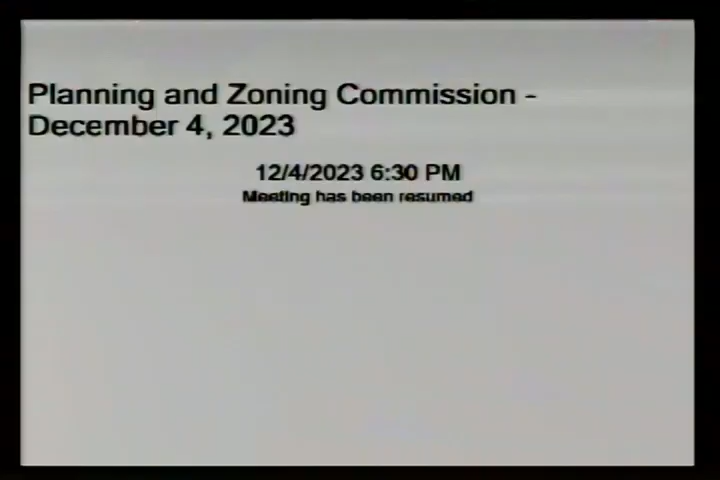 Planning and Zoning Commission -
December 4, 2023
12/4/2023 6:30 PM
Meeting has been resumed